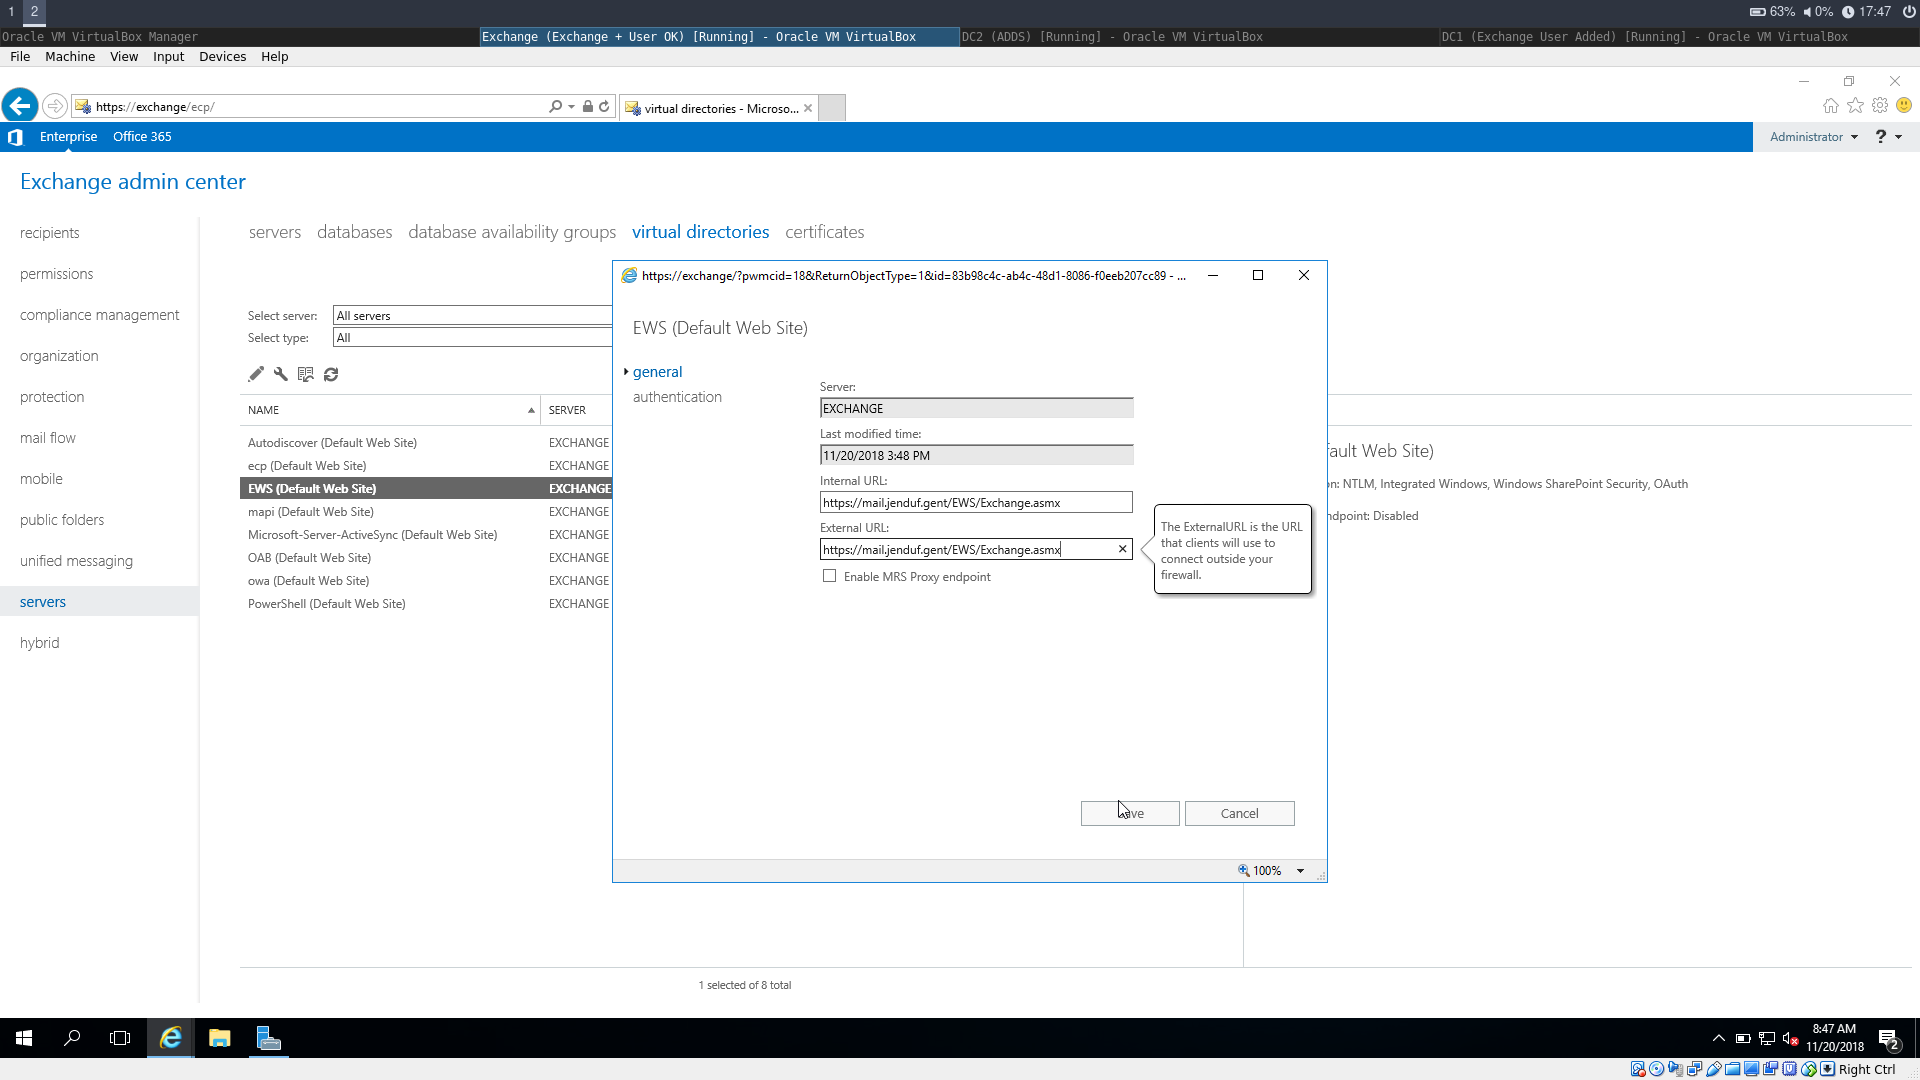 1 2
63% 0% 17:47
Oracle VM VirtualBox Manager
Exchange (Exchange + User OK) [Running] - Oracle VM VirtualBox
DC2 (ADDS) [Running] - Oracle VM VirtualBox
DC1 (Exchange User Added) [Running] - Oracle VM VirtualBox
File Machine View Input Devices Help
https://exchange/ecp/
virtual directories - Microso...
Enterprise Office 365
Administrator ?
Exchange admin center
recipients
permissions
compliance management
organization
protection
mail flow
mobile
public folders
unified messaging
servers
hybrid
servers databases database availability groups virtual directories certificates
Select server: All servers
Select type: All
NAME SERVER
Autodiscover (Default Web Site) EXCHANGE
ecp (Default Web Site) EXCHANGE
EWS (Default Web Site) EXCHANGE
mapi (Default Web Site) EXCHANGE
Microsoft-Server-ActiveSync (Default Web Site) EXCHANGE
OAB (Default Web Site) EXCHANGE
owa (Default Web Site) EXCHANGE
PowerShell (Default Web Site) EXCHANGE
1 selected of 8 total
https://exchange/?pwmcid=18&ReturnObjectType=1&id=83b98c4c-ab4c-48d1-8086-f0eeb207cc89 - ...
EWS (Default Web Site)
general
authentication
Server:
EXCHANGE
Last modified time:
11/20/2018 3:48 PM
Internal URL:
https://mail.jenduf.gent/EWS/Exchange.asmx
External URL:
https://mail.jenduf.gent/EWS/Exchange.asmx
Enable MRS Proxy endpoint
The ExternalURL is the URL
that clients will use to
connect outside your
firewall.
Cancel
100%
Web Site)
NTLM, Integrated Windows, Windows SharePoint Security, OAuth
Disabled
8:47 AM
11/20/2018
2
Right Ctrl